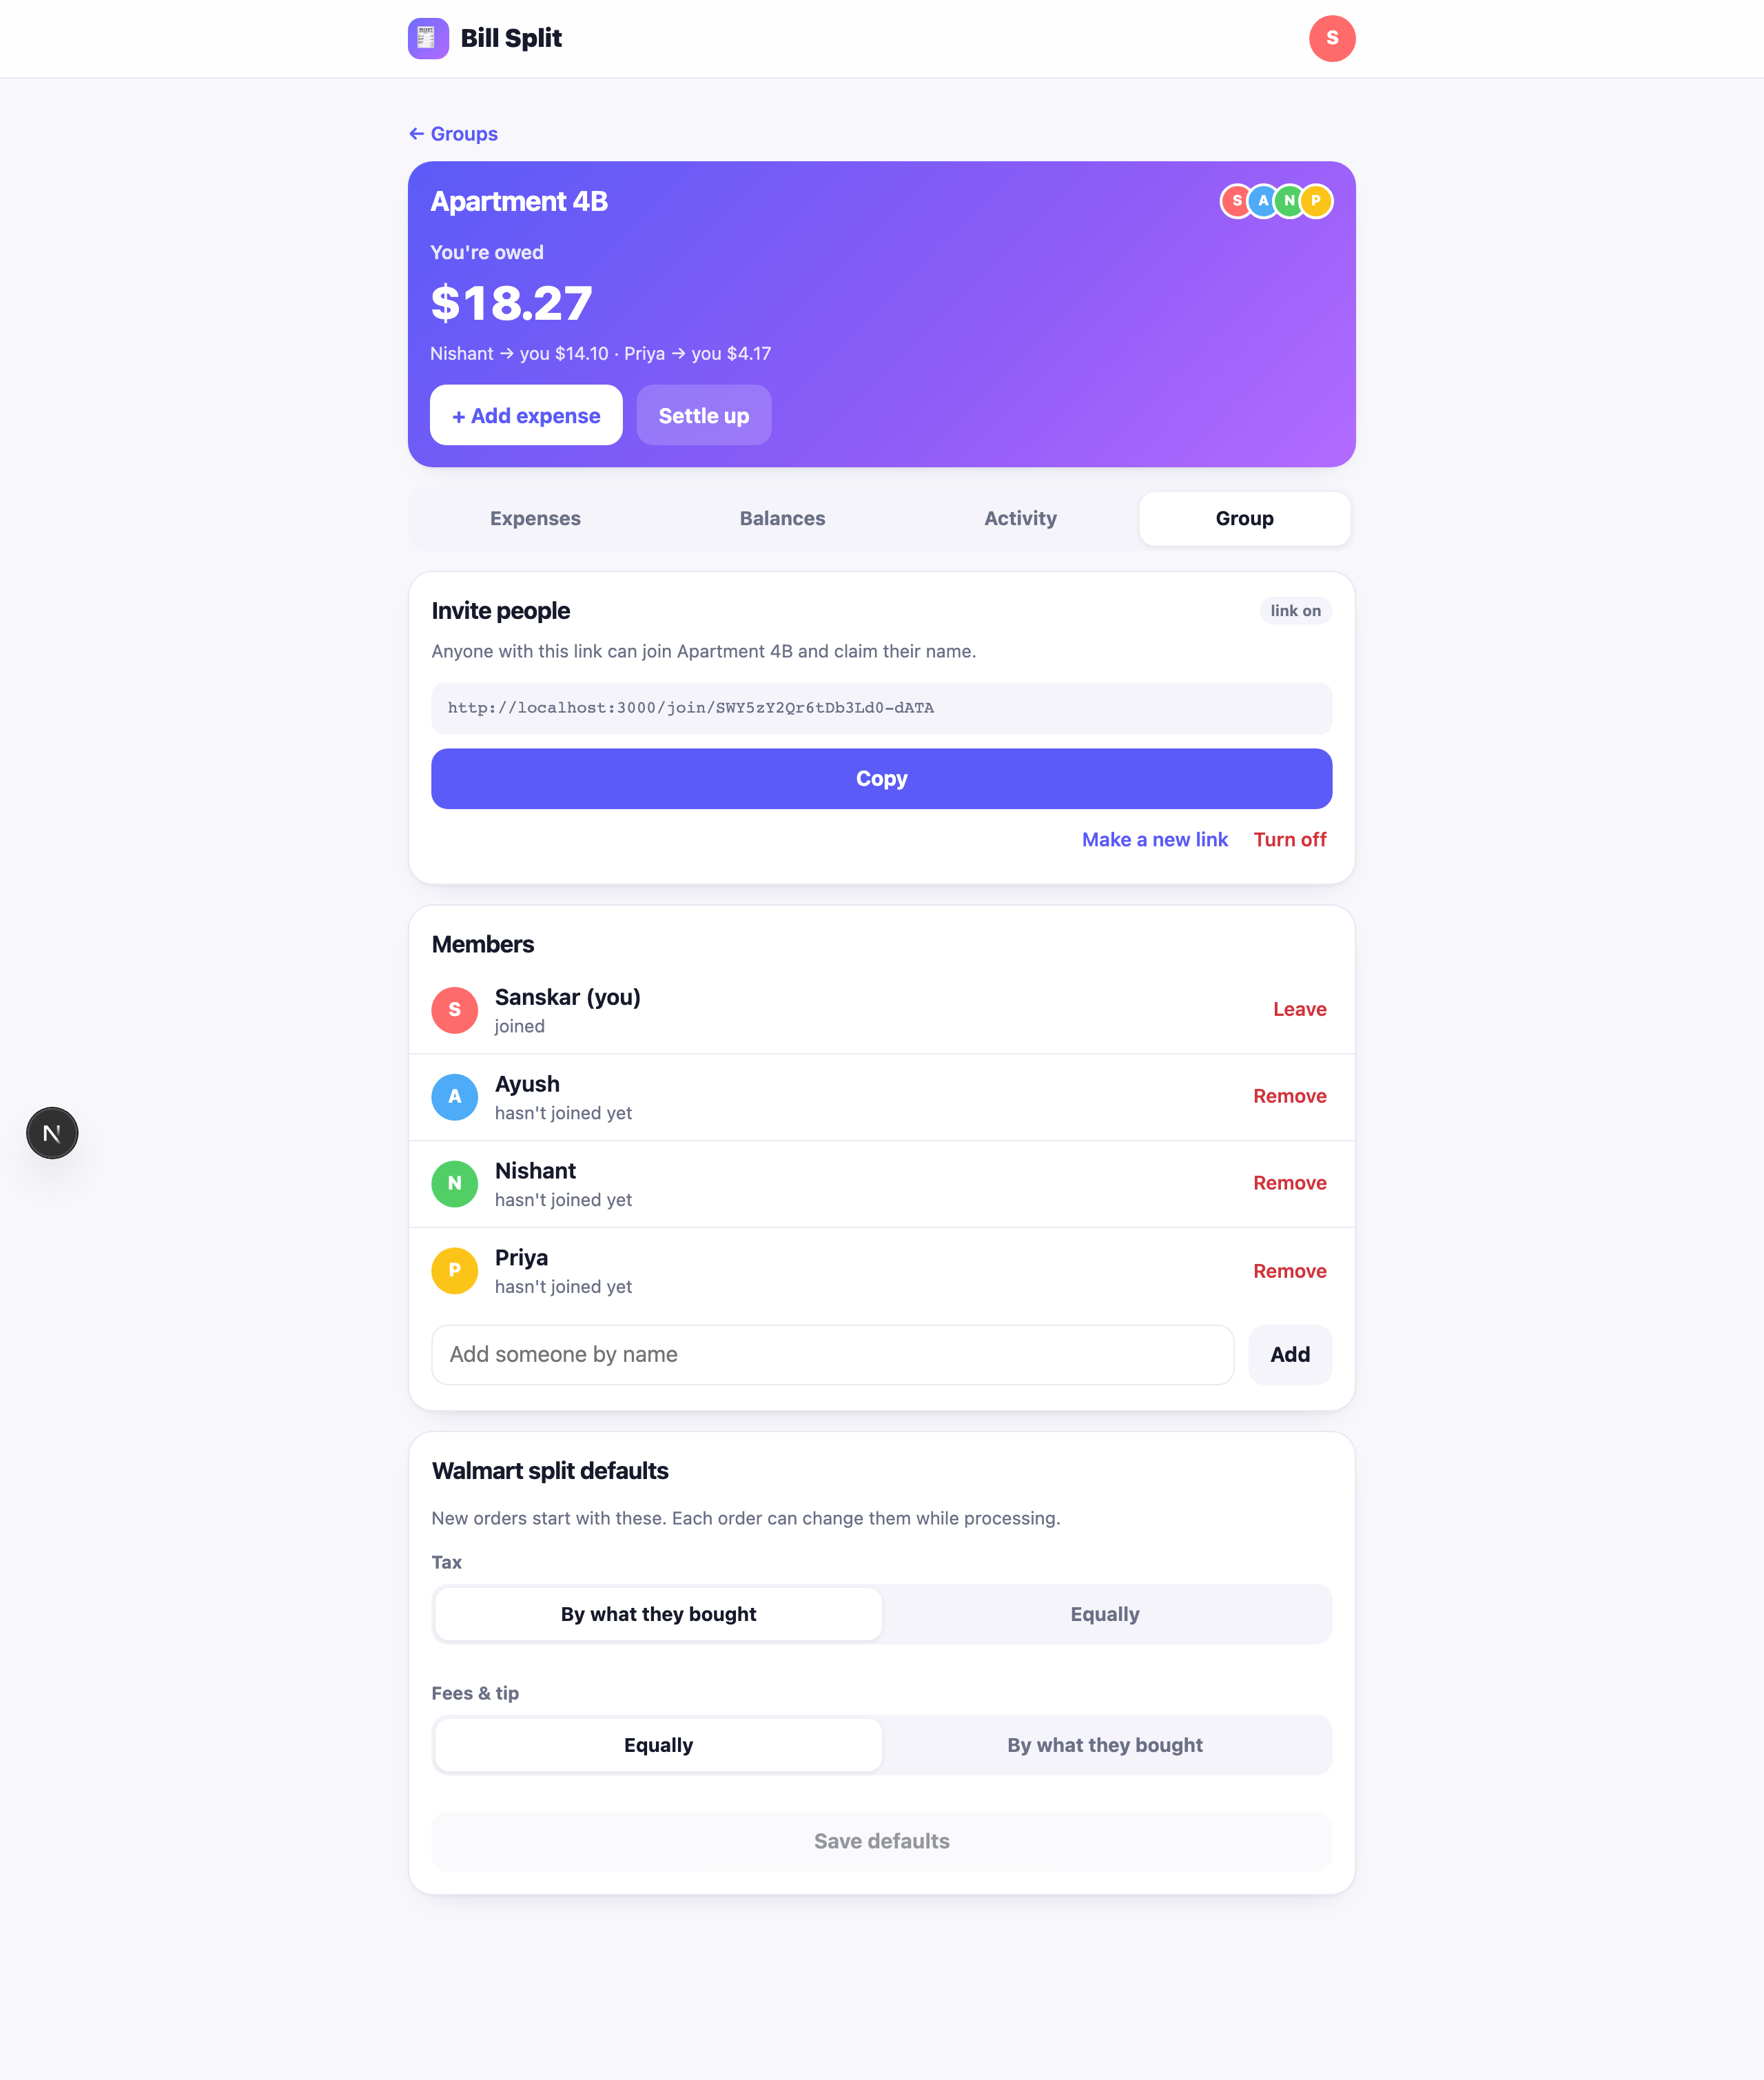 Bill Split
S
← Groups
Apartment 4B
S A N P
You're owed
$18.27
Nishant → you $14.10 · Priya → you $4.17
+ Add expense Settle up
Expenses Balances Activity Group
Invite people link on
Anyone with this link can join Apartment 4B and claim their name.
http://localhost:3000/join/SWY5zY2Qr6tDb3Ld0-dATA
Copy
Make a new link Turn off
Members
S Sanskar (you) Leave
joined
A Ayush Remove
hasn't joined yet
N
N Nishant Remove
hasn't joined yet
P Priya Remove
hasn't joined yet
Add someone by name Add
Walmart split defaults
New orders start with these. Each order can change them while processing.
Tax
By what they bought Equally
Fees & tip
Equally By what they bought
Save defaults